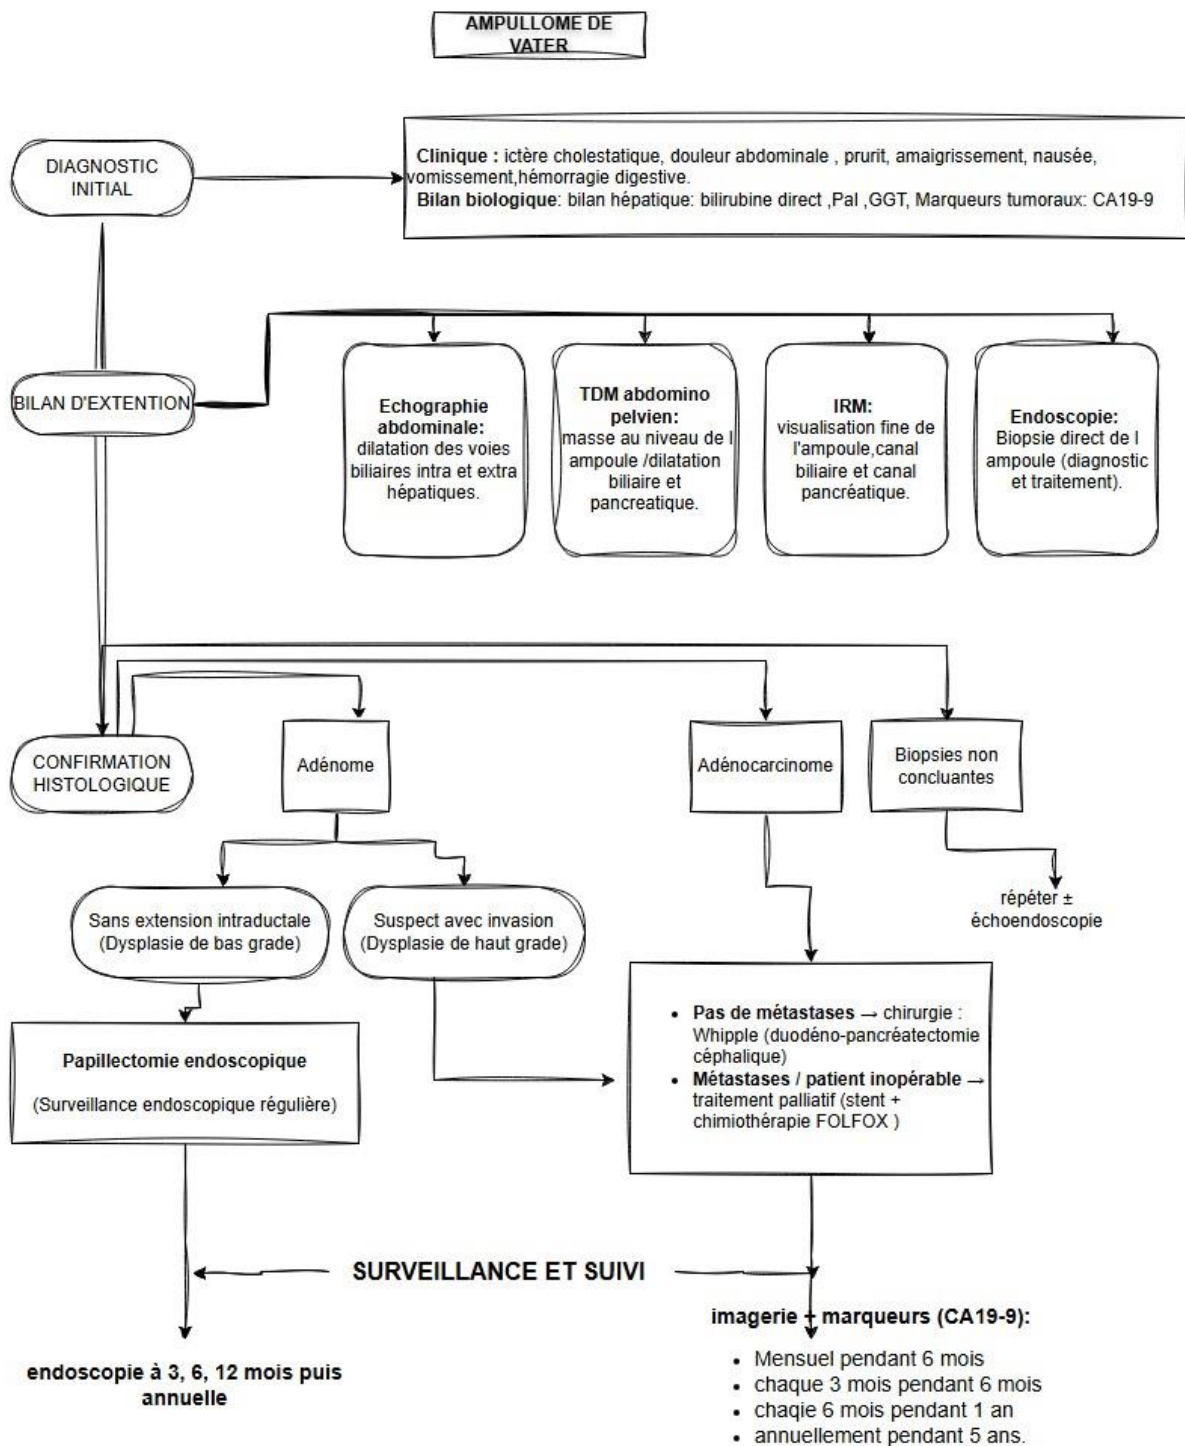 AMPULLOME DE
VATER
DIAGNOSTIC
INITIAL
Clinique : ictère cholestatique, douleur abdominale , prurit, amaigrissement, nausée,
vomissement,hémorragie digestive.
Bilan biologique: bilan hépatique: bilirubine direct ,Pal ,GGT, Marqueurs tumoraux: CA19-9
BILAN D'EXTENTION
Echographie
abdominale:
dilatation des voies
biliaires intra et extra
hépatiques.
TDM abdomino
pelvien:
masse au niveau de l
ampoule /dilatation
biliaire et
pancreatique.
IRM:
visualisation fine de
l'ampoule,canal
biliaire et canal
pancréatique.
Endoscopie:
Biopsie direct de l
ampoule (diagnostic
et traitement).
CONFIRMATION
HISTOLOGIQUE
Adénome
Adénocarcinome
Biopsies non
concluantes
Sans extension intraductale
(Dysplasie de bas grade)
Suspect avec invasion
(Dysplasie de haut grade)
répéter ±
échoendoscopie
Papillectomie endoscopique
(Surveillance endoscopique régulière)
• Pas de métastases → chirurgie :
Whipple (duodéno-pancréatectomie
céphalique)
• Métastases / patient inopérable →
traitement palliatif (stent +
chimiothérapie FOLFOX )
SURVEILLANCE ET SUIVI
endoscopie à 3, 6, 12 mois puis
annuelle
imagerie + marqueurs (CA19-9):
• Mensuel pendant 6 mois
• chaque 3 mois pendant 6 mois
• chaqie 6 mois pendant 1 an
• annuellement pendant 5 ans.